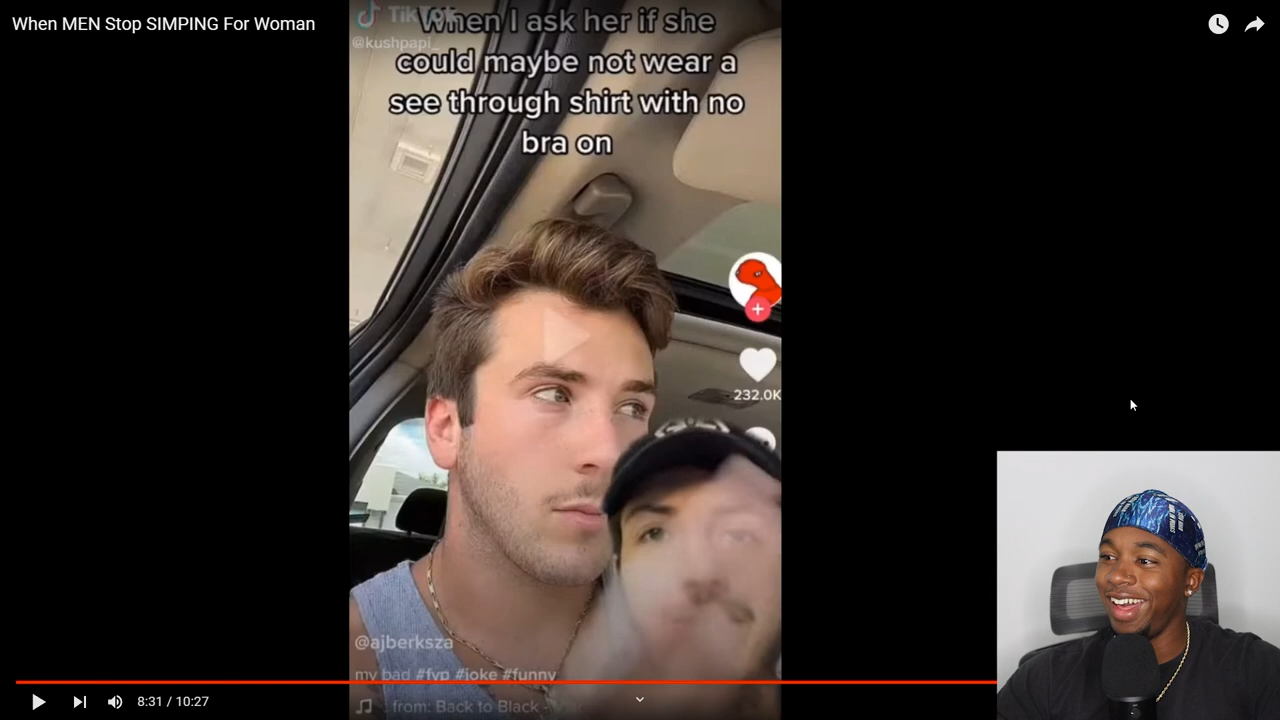 When MEN Stop SIMPING For Woman
TikTok
@kushpapi_
When I ask her if she
could maybe not wear a
see through shirt with no
bra on
232.0K
@ajberksza
my bad #fyp #joke #funny
from: Back to Black -
8:31 / 10:27